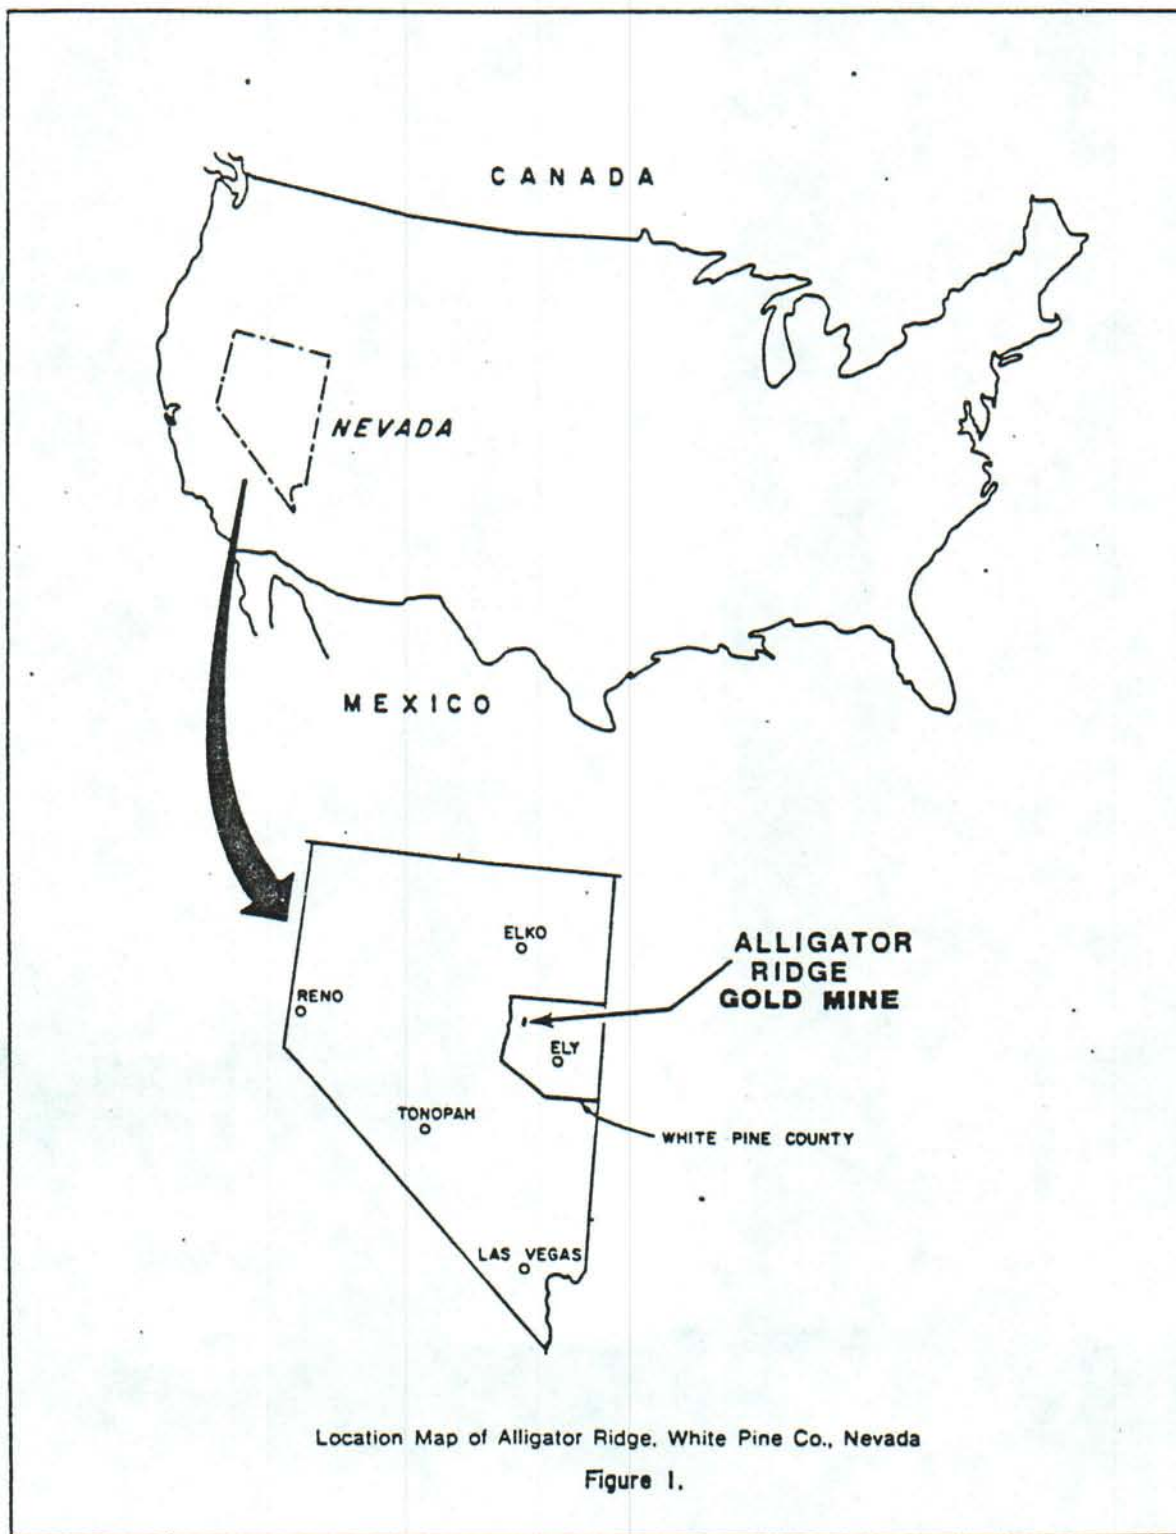 CANADA
NEVADA
MEXICO
ELKO
ALLIGATOR
RIDGE
GOLD MINE
RENO
ELY
TONOPAH
WHITE PINE COUNTY
LAS VEGAS
Location Map of Alligator Ridge, White Pine Co., Nevada
Figure 1.